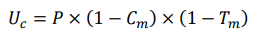 U_c = P × (1 − C_m) × (1 − T_m)